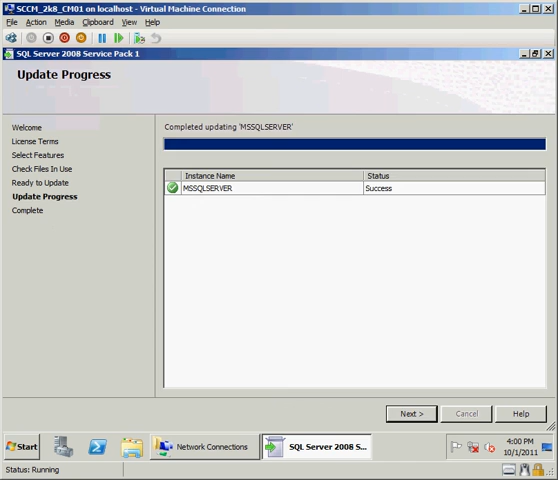 SCCM_2k8_CM01 on localhost - Virtual Machine Connection
File Action Media Clipboard View Help
SQL Server 2008 Service Pack 1
Update Progress
Welcome
License Terms
Select Features
Check Files In Use
Ready to Update
Update Progress
Complete
Completed updating 'MSSQLSERVER'
Instance Name Status
MSSQLSERVER Success
Next > Cancel Help
Start Network Connections SQL Server 2008 S... 4:00 PM
10/1/2011
Status: Running